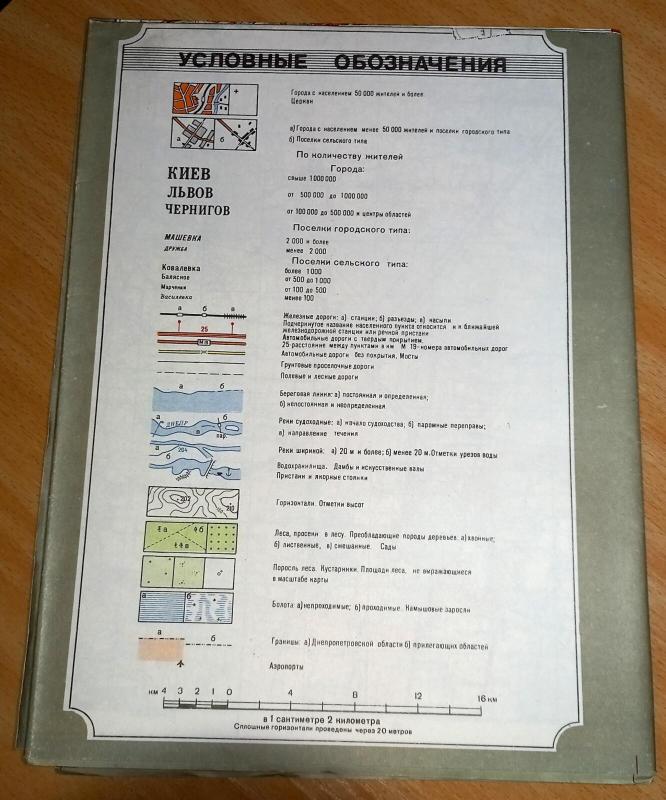 УСЛОВНЫЕ ОБОЗНАЧЕНИЯ
Города с населением 50 000 жителей и более
Церкви
а б в
а) Города с населением менее 50 000 жителей и поселки городского типа
б) Поселки сельского типа
По количеству жителей
Города:
КИЕВ свыше 1 000 000
ЛЬВОВ от 500 000 до 1 000 000
ЧЕРНИГОВ от 100 000 до 500 000 и центры областей
Поселки городского типа:
МАШЕВКА 2 000 и более
ДРУЖБА менее 2 000
Поселки сельского типа:
Ковалевка более 1 000
Балясное от 500 до 1 000
Марченки от 100 до 500
Василевка менее 100
а б в
Железные дороги: а) станции; б) разъезды; в) насыпи
Подчеркнутое название населенного пункта относится и к ближайшей
железнодорожной станции или речной пристани
25
Автомобильные дороги с твердым покрытием.
25-расстояние между пунктами в км М 19-номера автомобильных дорог
Автомобильные дороги без покрытия. Мосты
Грунтовые проселочные дороги
Полевые и лесные дороги
а б
Береговая линия: а) постоянная и определенная;
б) непостоянная и неопределенная
а ДНЕПР б
в пар.
Реки судоходные: а) начало судоходства; б) паромные переправы;
в) направление течения
а 204
б
Реки шириной: а) 20 м и более; б) менее 20 м. Отметки урезов воды
Водохранилища. Дамбы и искусственные валы
Пристани и якорные стоянки
202
210
Горизонтали. Отметки высот
а б
в
Леса, просеки в лесу. Преобладающие породы деревьев: а) хвойные;
б) лиственные, в) смешанные. Сады
Поросль леса. Кустарники. Площади леса, не выражающиеся
в масштабе карты
а б
Болота: а) непроходимые; б) проходимые. Камышовые заросли
а б
Границы: а) Днепропетровской области б) прилегающих областей
Аэропорты
км 4 3 2 1 0 4 8 12 16 км
в 1 сантиметре 2 километра
Сплошные горизонтали проведены через 20 метров